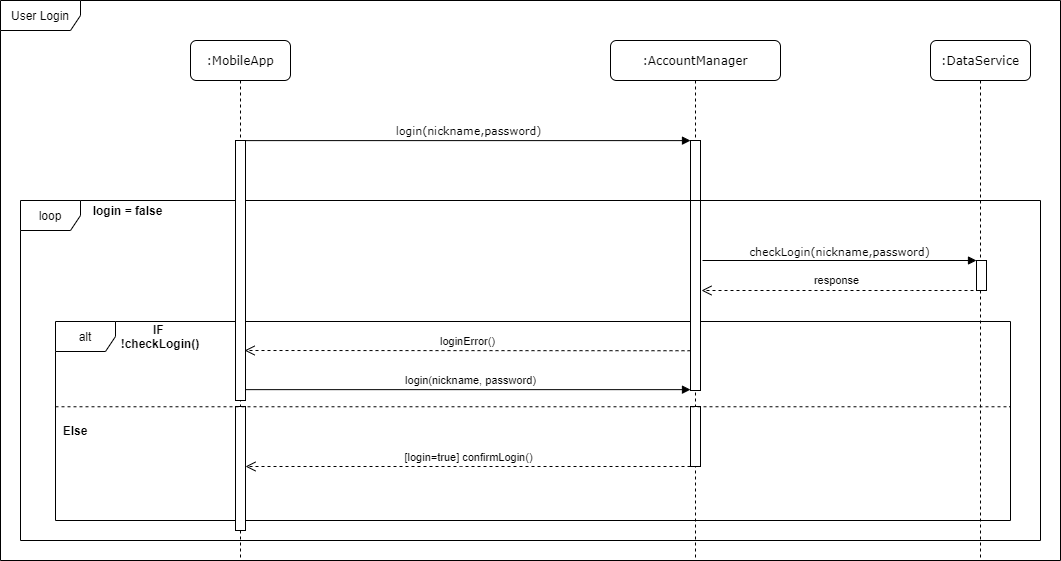 User Login
:MobileApp
:AccountManager
:DataService
login(nickname,password)
loop
login = false
checkLogin(nickname,password)
response
alt
IF
!checkLogin()
loginError()
login(nickname, password)
Else
[login=true] confirmLogin()